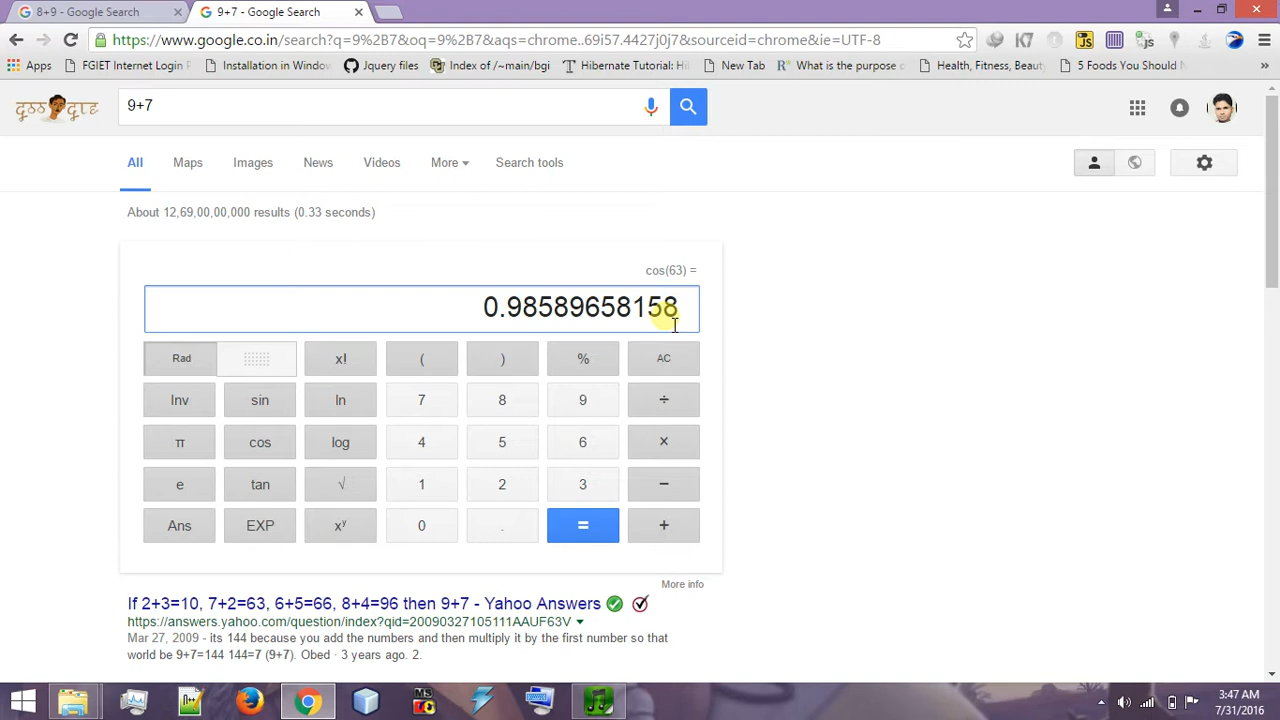 8+9 - Google Search
9+7 - Google Search
https://www.google.co.in/search?q=9%2B7&oq=9%2B7&aqs=chrome..69i57.4427j0j7&sourceid=chrome&ie=UTF-8
Apps FGIET Internet Login Installation in Window Jquery files Index of /~main/bgi Hibernate Tutorial: Hi New Tab What is the purpose Health, Fitness, Beaut 5 Foods You Should N
9+7
All Maps Images News Videos More Search tools
About 12,69,00,00,000 results (0.33 seconds)
cos(63) =
0.98589658158
Rad x! ( ) % AC
Inv sin ln 7 8 9 ÷
π cos log 4 5 6 ×
e tan √ 1 2 3 −
Ans EXP xʸ 0 . = +
More info
If 2+3=10, 7+2=63, 6+5=66, 8+4=96 then 9+7 - Yahoo Answers
https://answers.yahoo.com/question/index?qid=20090327105111AAUF63V
Mar 27, 2009 - its 144 because you add the numbers and then multiply it by the first number so that
world be 9+7=144 144=7 (9+7). Obed · 3 years ago. 2.
3:47 AM
7/31/2016